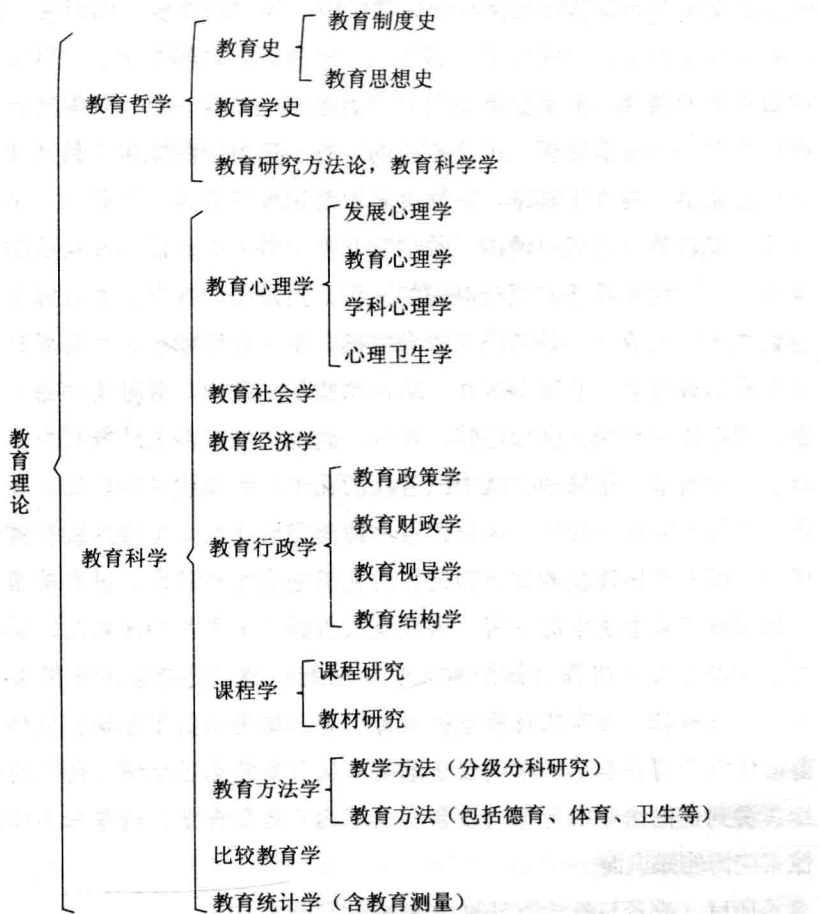 教育制度史
教育史
教育思想史
教育哲学
教育学史
教育研究方法论，教育科学学
发展心理学
教育心理学
教育心理学
学科心理学
心理卫生学
教育社会学
教育经济学
教育理论
教育政策学
教育财政学
教育科学
教育行政学
教育视导学
教育结构学
课程研究
课程学
教材研究
教学方法（分级分科研究）
教育方法学
教育方法（包括德育、体育、卫生等）
比较教育学
教育统计学（含教育测量）